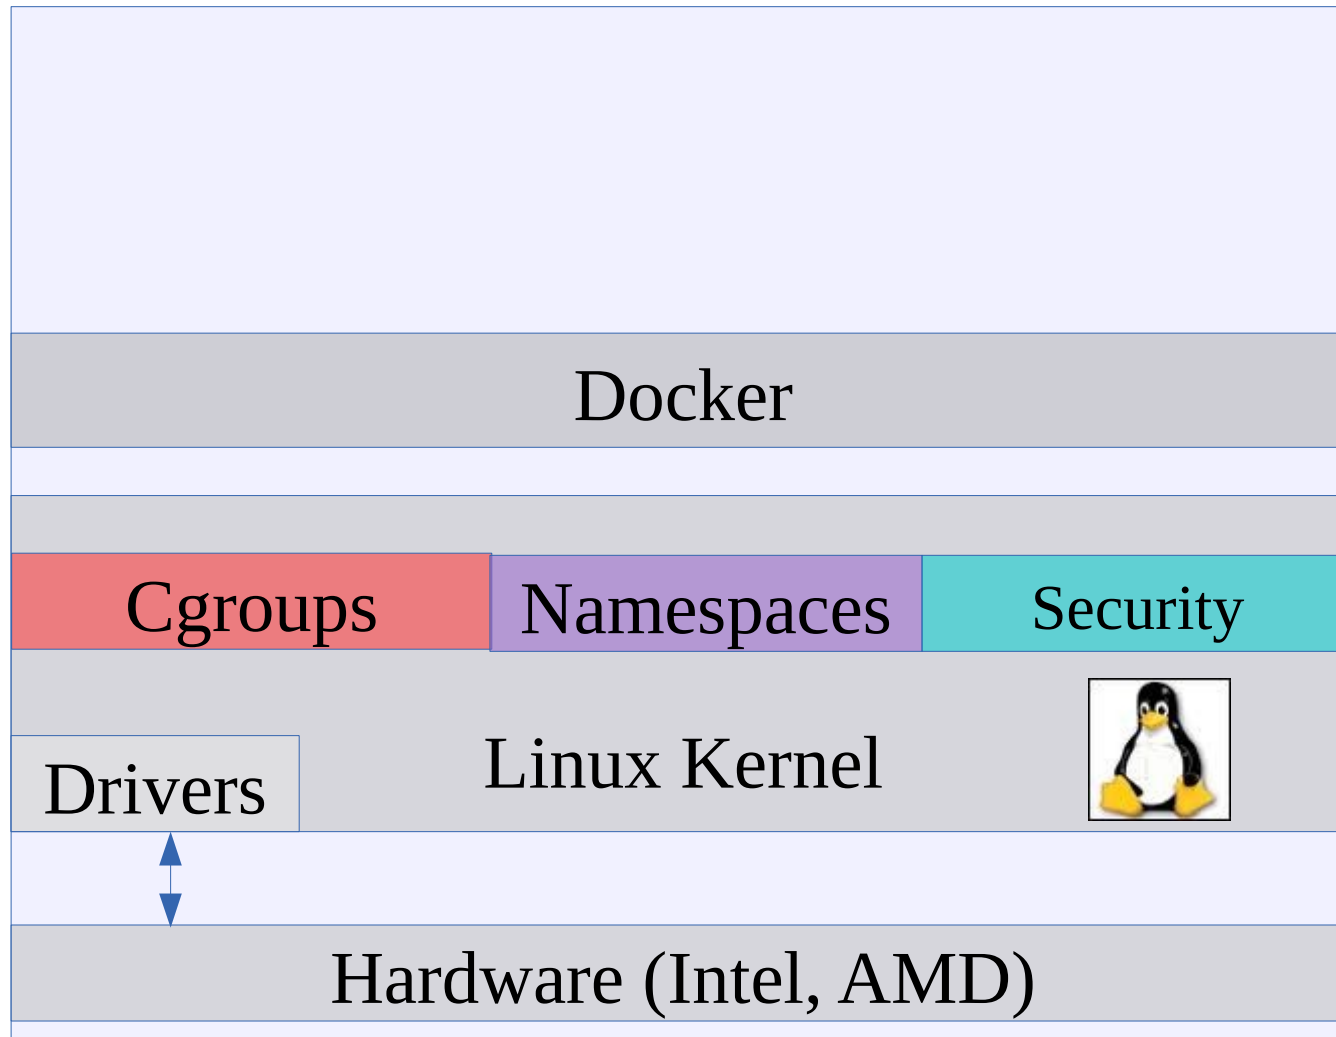 Docker
Cgroups
Namespaces
Security
Linux Kernel
Drivers
Hardware (Intel, AMD)